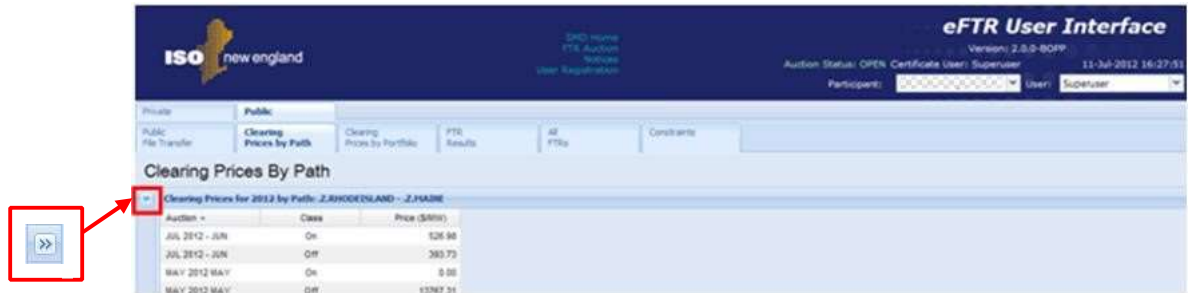 eFTR User Interface
ISO new england
SMD Home
FTR Auction
Notices
User Registration
Version: 2.0.0-BOPP
Auction Status: OPEN Certificate User: Superuser 11-Jul-2012 16:27:51
Participant: User: Superuser
Private Public
Public File Transfer
Clearing Prices by Path
Clearing Prices by Portfolio
FTR Results
All FTRs
Constraints
Clearing Prices By Path
Clearing Prices for 2012 by Path: .Z.RHODEISLAND - .Z.MAINE
Auction Class Price ($/MW)
JUL 2012 - JUN On 526.98
JUL 2012 - JUN Off 393.73
MAY 2012 MAY On 0.00
MAY 2012 MAY Off 13767.31